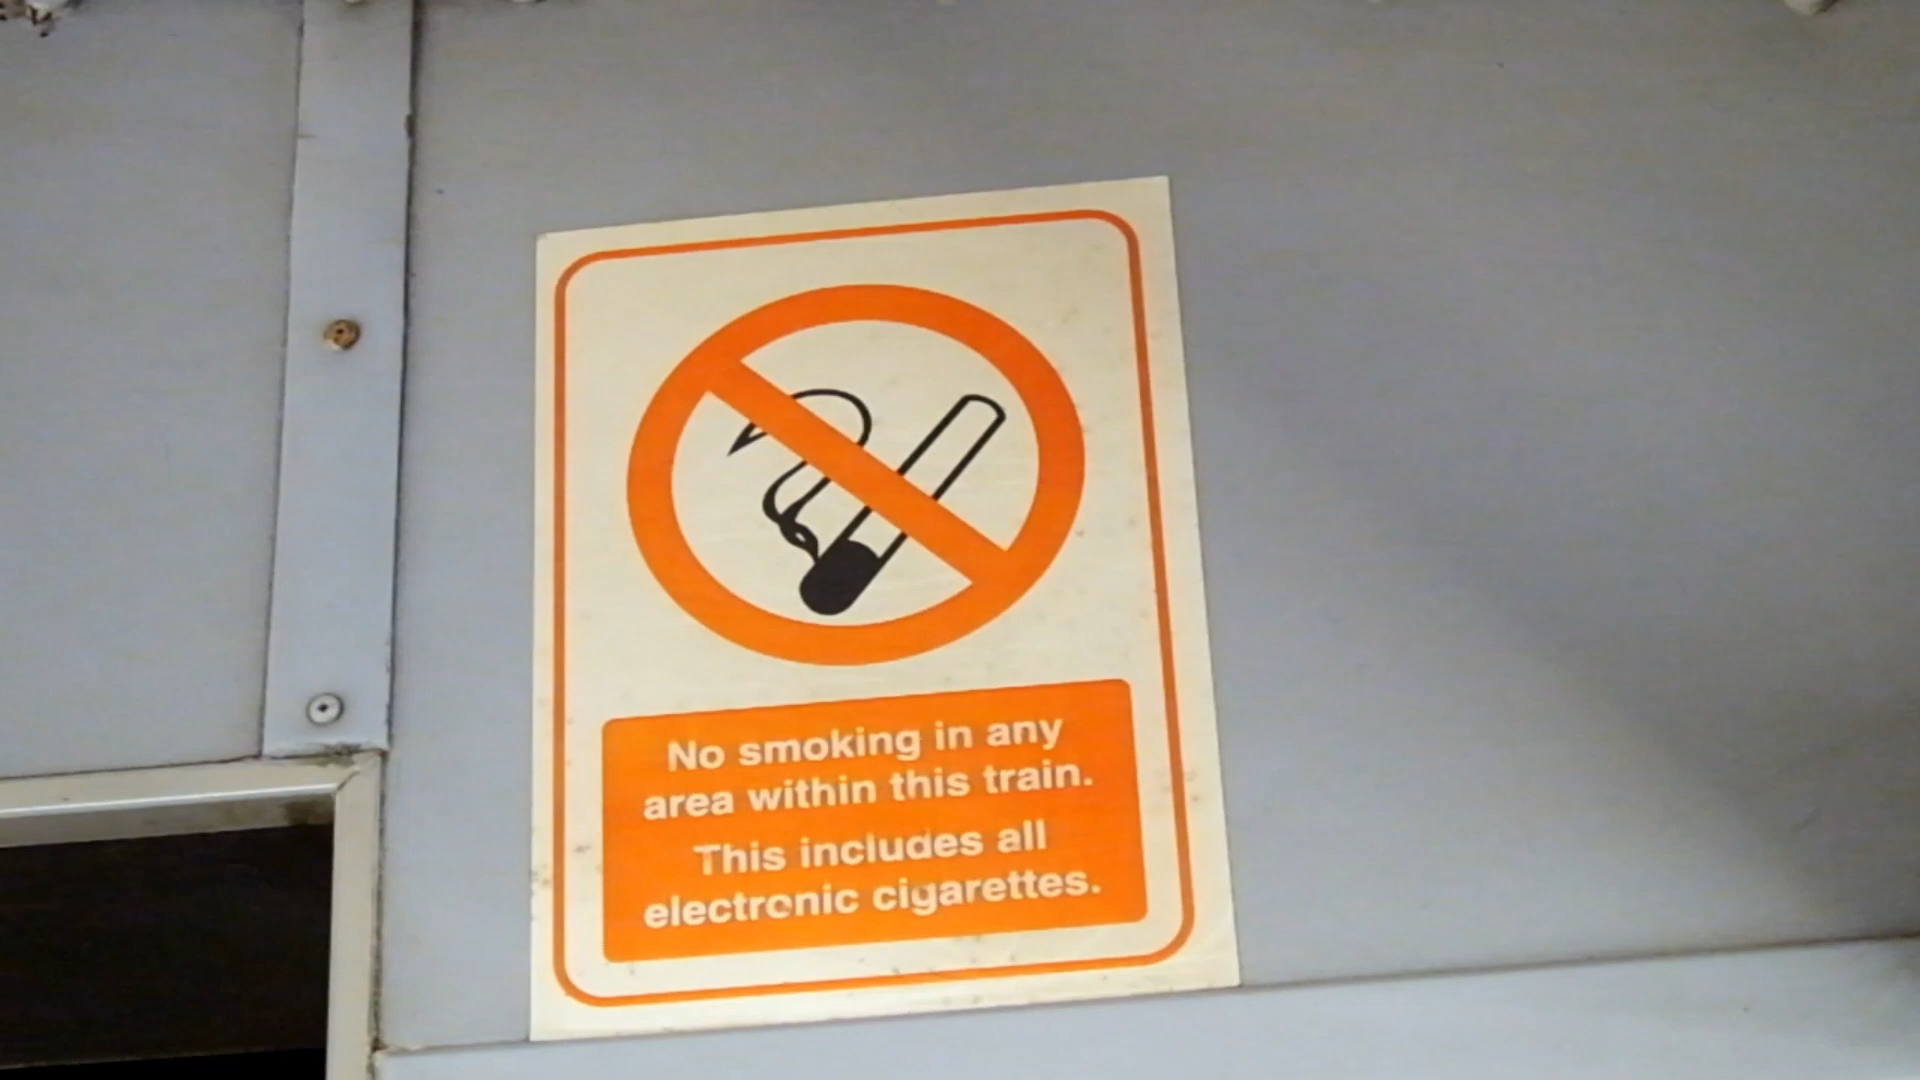 No smoking in any
area within this train.
This includes all
electronic cigarettes.